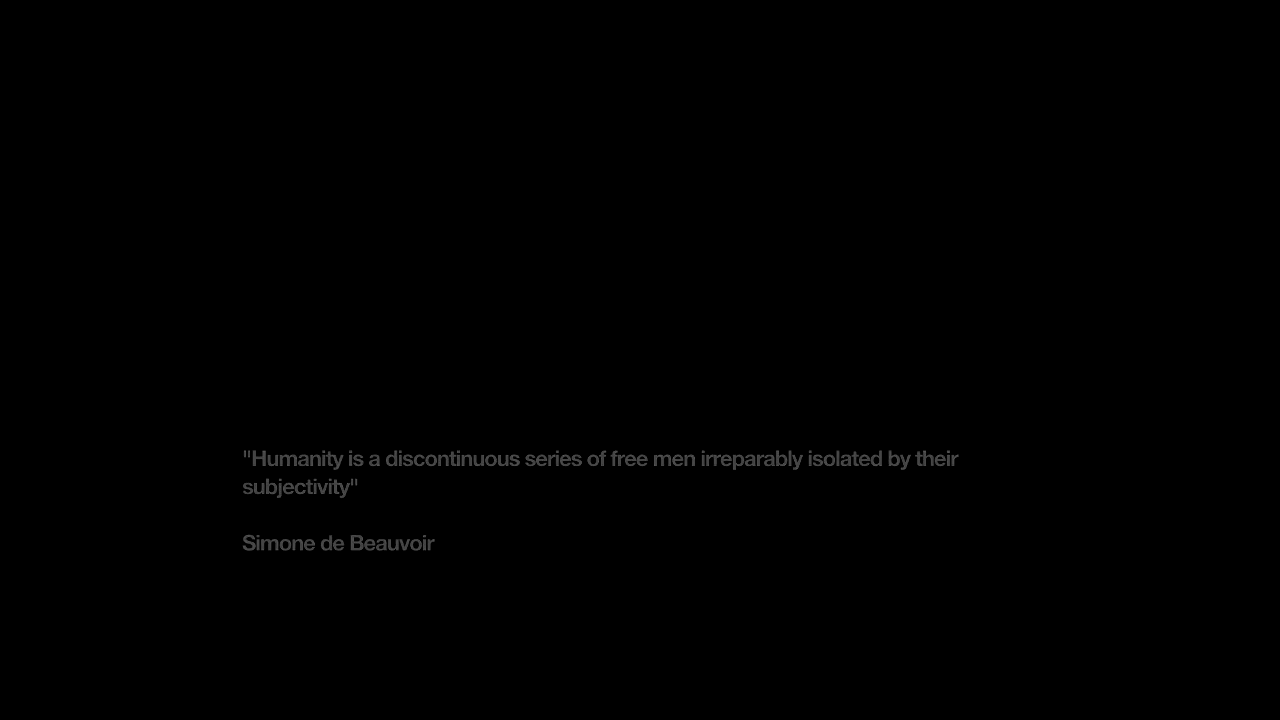 "Humanity is a discontinuous series of free men irreparably isolated by their
subjectivity"
Simone de Beauvoir